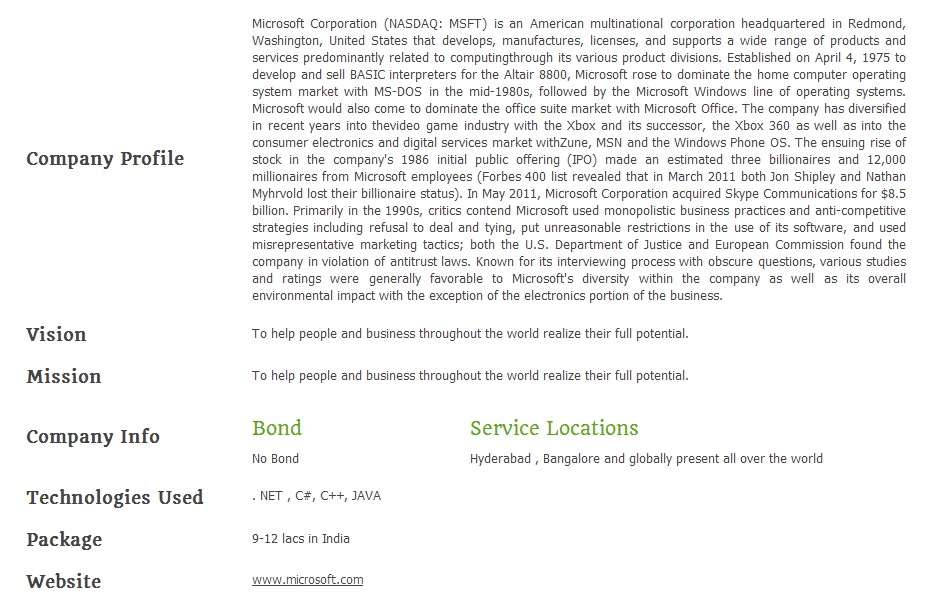 Company Profile
Microsoft Corporation (NASDAQ: MSFT) is an American multinational corporation headquartered in Redmond,
Washington, United States that develops, manufactures, licenses, and supports a wide range of products and
services predominantly related to computingthrough its various product divisions. Established on April 4, 1975 to
develop and sell BASIC interpreters for the Altair 8800, Microsoft rose to dominate the home computer operating
system market with MS-DOS in the mid-1980s, followed by the Microsoft Windows line of operating systems.
Microsoft would also come to dominate the office suite market with Microsoft Office. The company has diversified
in recent years into thevideo game industry with the Xbox and its successor, the Xbox 360 as well as into the
consumer electronics and digital services market withZune, MSN and the Windows Phone OS. The ensuing rise of
stock in the company's 1986 initial public offering (IPO) made an estimated three billionaires and 12,000
millionaires from Microsoft employees (Forbes 400 list revealed that in March 2011 both Jon Shipley and Nathan
Myhrvold lost their billionaire status). In May 2011, Microsoft Corporation acquired Skype Communications for $8.5
billion. Primarily in the 1990s, critics contend Microsoft used monopolistic business practices and anti-competitive
strategies including refusal to deal and tying, put unreasonable restrictions in the use of its software, and used
misrepresentative marketing tactics; both the U.S. Department of Justice and European Commission found the
company in violation of antitrust laws. Known for its interviewing process with obscure questions, various studies
and ratings were generally favorable to Microsoft's diversity within the company as well as its overall
environmental impact with the exception of the electronics portion of the business.
Vision
To help people and business throughout the world realize their full potential.
Mission
To help people and business throughout the world realize their full potential.
Company Info
Bond
No Bond
Service Locations
Hyderabad , Bangalore and globally present all over the world
Technologies Used
. NET , C#, C++, JAVA
Package
9-12 lacs in India
Website
www.microsoft.com